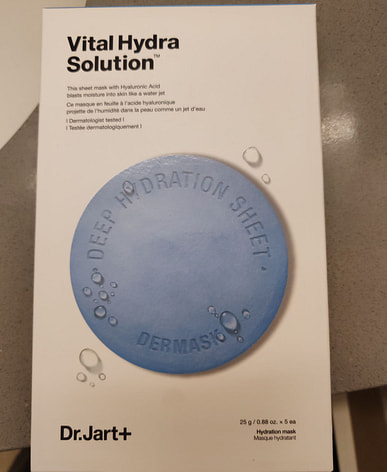 Vital Hydra
Solution™
This sheet mask with Hyaluronic Acid
blasts moisture into skin like a water jet
Ce masque en feuille à l'acide hyaluronique
projette de l'humidité dans la peau comme un jet d'eau
| Dermatologist tested |
| Testée dermatologiquement |
DEEP HYDRATION SHEET
DERMASK
25 g / 0.88 oz. × 5 ea
Hydration mask
Masque hydratant
Dr.Jart+